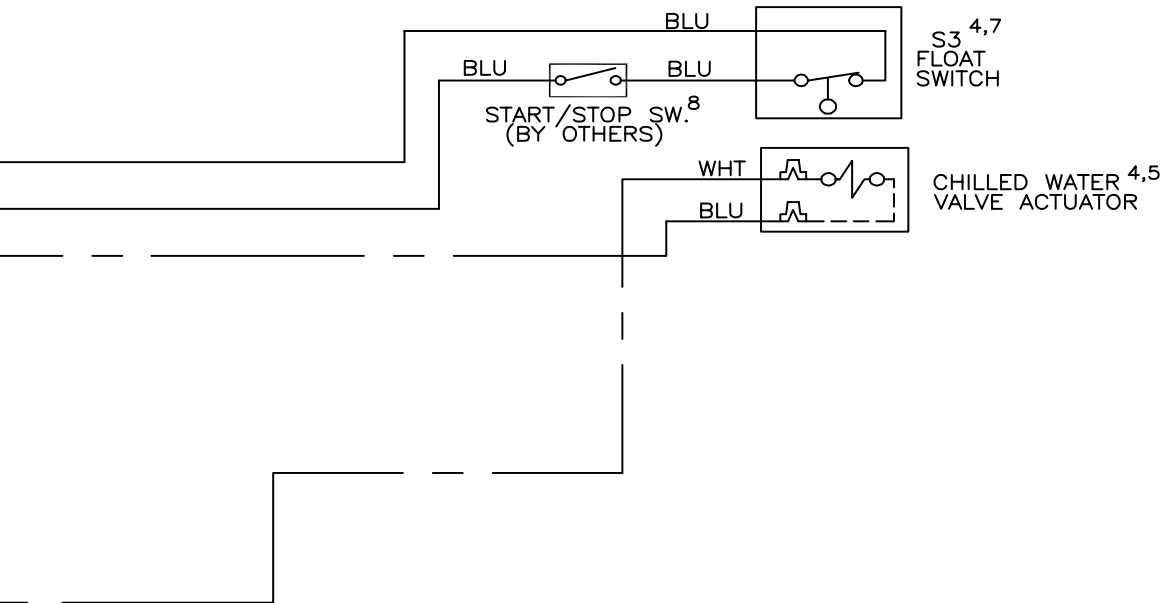 BLU
S3 4,7
FLOAT
SWITCH
BLU
BLU
START/STOP SW.8
(BY OTHERS)
WHT
CHILLED WATER 4,5
VALVE ACTUATOR
BLU